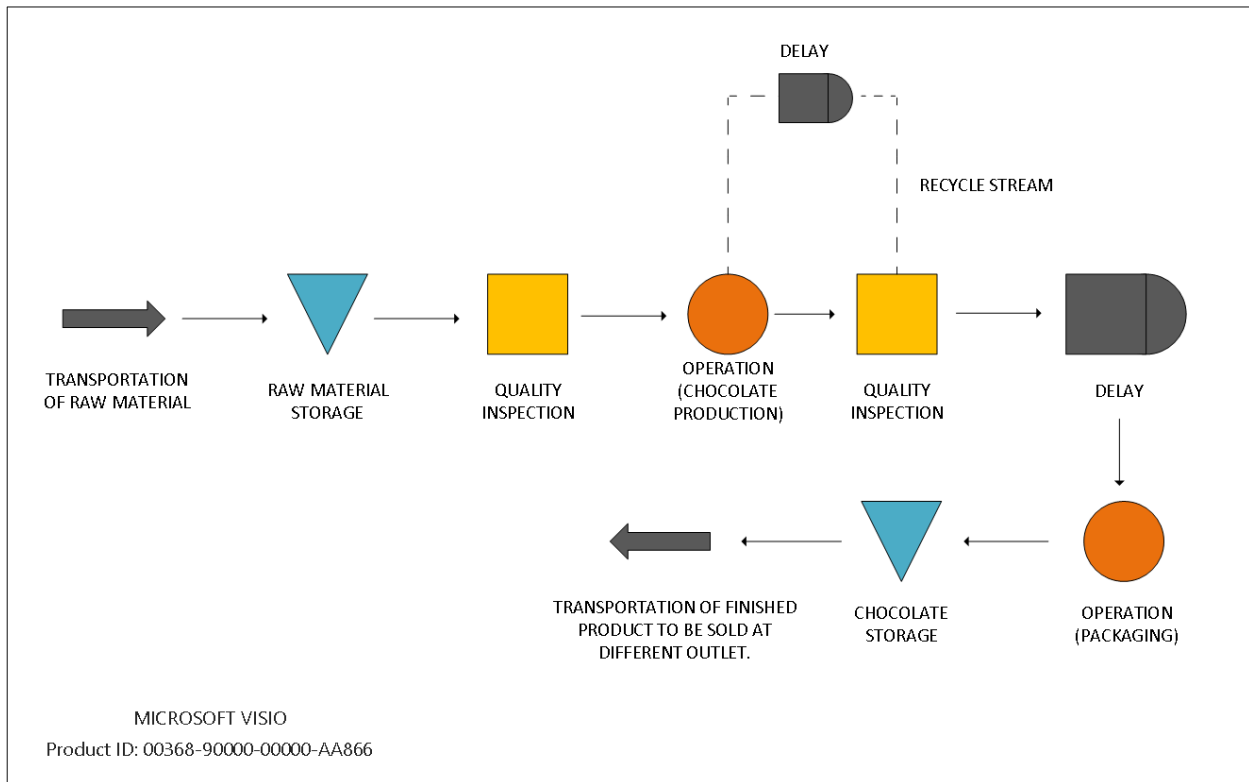 DELAY
RECYCLE STREAM
TRANSPORTATION
OF RAW MATERIAL
RAW MATERIAL
STORAGE
QUALITY
INSPECTION
OPERATION
(CHOCOLATE
PRODUCTION)
QUALITY
INSPECTION
DELAY
TRANSPORTATION OF FINISHED
PRODUCT TO BE SOLD AT
DIFFERENT OUTLET.
CHOCOLATE
STORAGE
OPERATION
(PACKAGING)
MICROSOFT VISIO
Product ID: 00368-90000-00000-AA866